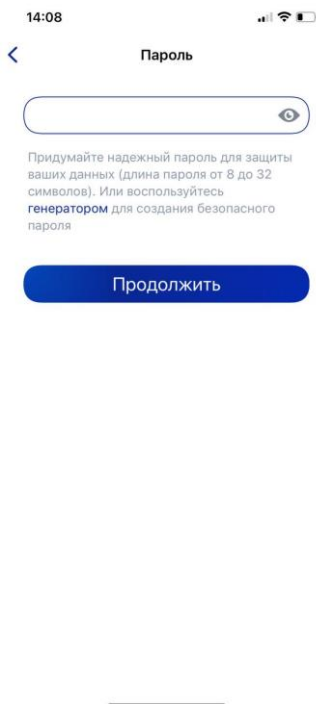 14:08
Пароль
Придумайте надежный пароль для защиты
ваших данных (длина пароля от 8 до 32
символов). Или воспользуйтесь
генератором для создания безопасного
пароля
Продолжить